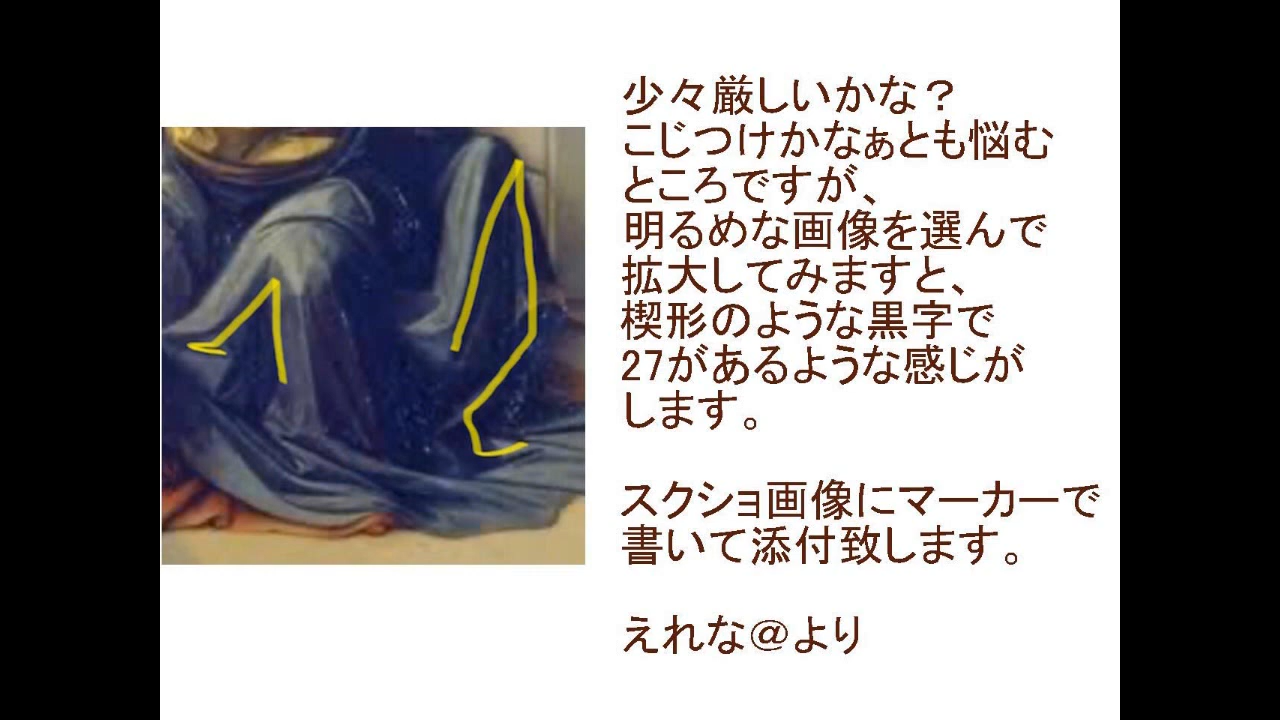 少々厳しいかな？
こじつけかなぁとも悩む
ところですが、
明るめな画像を選んで
拡大してみますと、
楔形のような黒字で
27があるような感じが
します。
スクショ画像にマーカーで
書いて添付致します。
えれな＠より